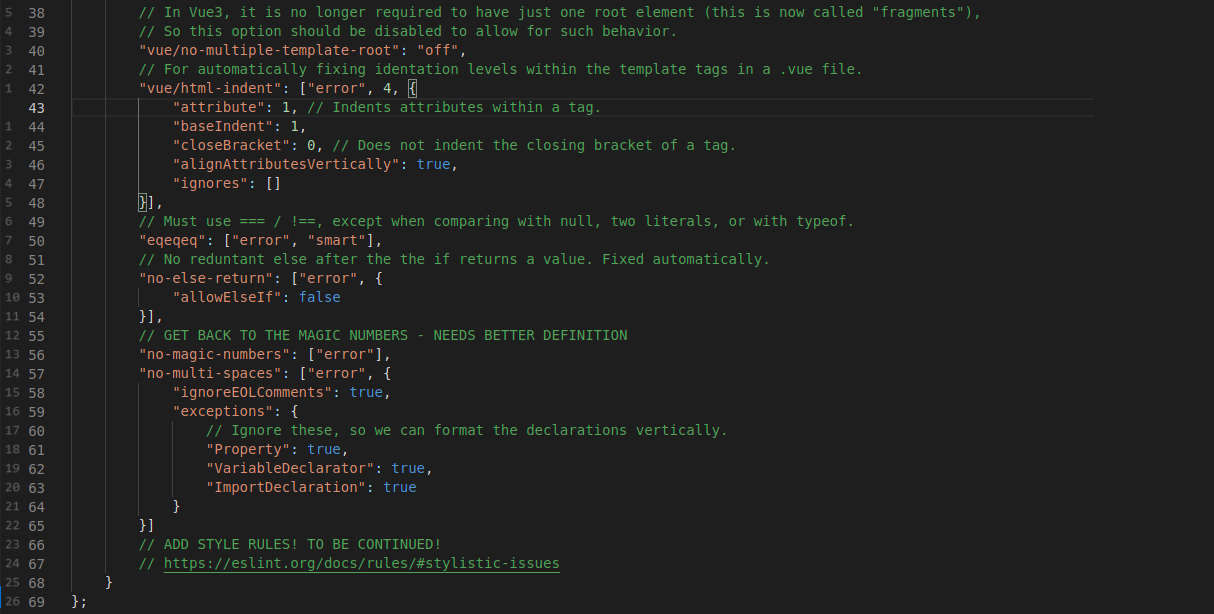 5 38 // In Vue3, it is no longer required to have just one root element (this is now called "fragments"),
4 39 // So this option should be disabled to allow for such behavior.
3 40 "vue/no-multiple-template-root": "off",
2 41 // For automatically fixing identation levels within the template tags in a .vue file.
1 42 "vue/html-indent": ["error", 4, {
43 "attribute": 1, // Indents attributes within a tag.
1 44 "baseIndent": 1,
2 45 "closeBracket": 0, // Does not indent the closing bracket of a tag.
3 46 "alignAttributesVertically": true,
4 47 "ignores": []
5 48 }],
6 49 // Must use === / !==, except when comparing with null, two literals, or with typeof.
7 50 "eqeqeq": ["error", "smart"],
8 51 // No reduntant else after the the if returns a value. Fixed automatically.
9 52 "no-else-return": ["error", {
10 53 "allowElseIf": false
11 54 }],
12 55 // GET BACK TO THE MAGIC NUMBERS - NEEDS BETTER DEFINITION
13 56 "no-magic-numbers": ["error"],
14 57 "no-multi-spaces": ["error", {
15 58 "ignoreEOLComments": true,
16 59 "exceptions": {
17 60 // Ignore these, so we can format the declarations vertically.
18 61 "Property": true,
19 62 "VariableDeclarator": true,
20 63 "ImportDeclaration": true
21 64 }
22 65 }]
23 66 // ADD STYLE RULES! TO BE CONTINUED!
24 67 // https://eslint.org/docs/rules/#stylistic-issues
25 68 }
26 69 };